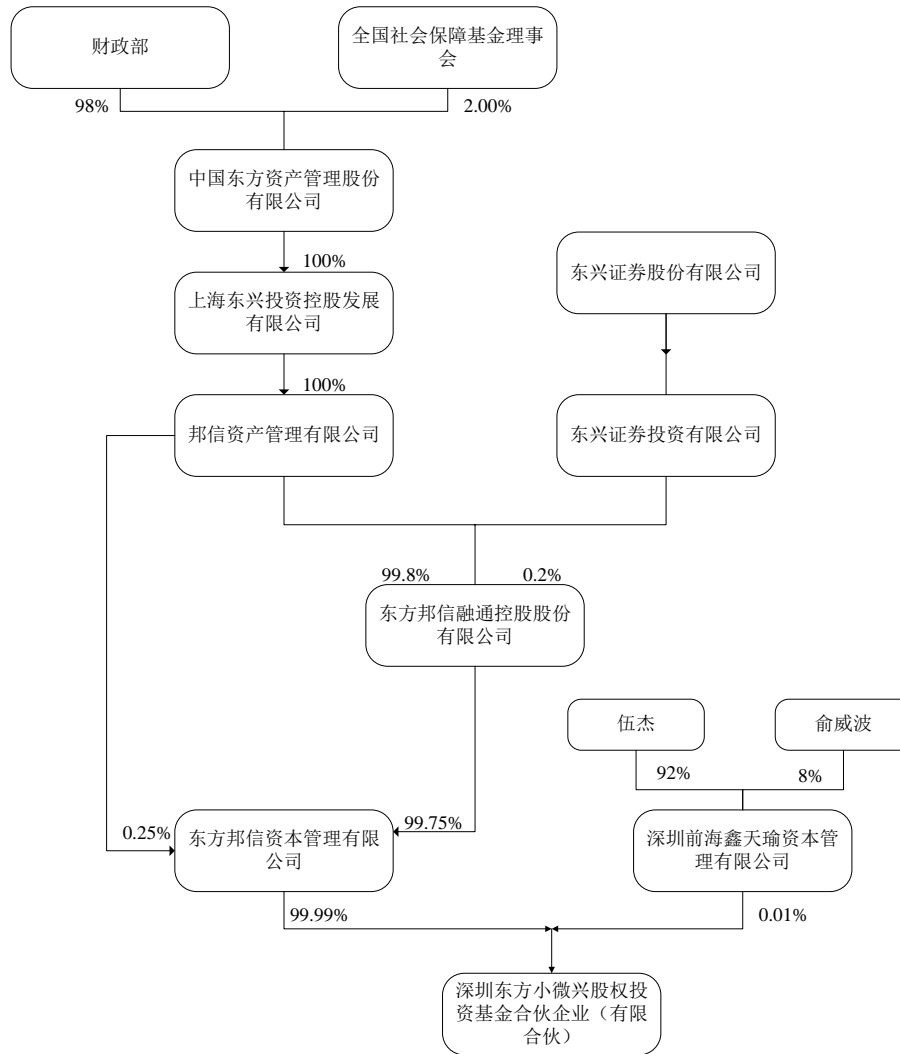 财政部
全国社会保障基金理事
会
98%
2.00%
中国东方资产管理股份
有限公司
100%
东兴证券股份有限公司
上海东兴投资控股发展
有限公司
100%
邦信资产管理有限公司
东兴证券投资有限公司
99.8%
0.2%
东方邦信融通控股股份
有限公司
伍杰
俞威波
92%
8%
0.25%
东方邦信资本管理有限
公司
99.75%
深圳前海鑫天瑜资本管
理有限公司
99.99%
0.01%
深圳东方小微兴股权投
资基金合伙企业（有限
合伙）